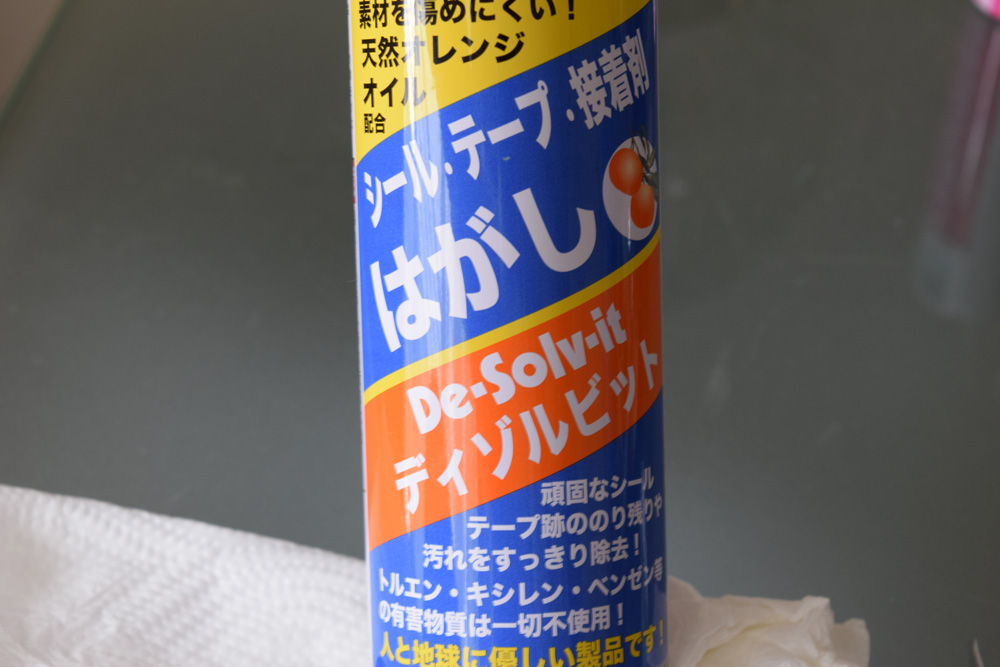 素材を傷めにくい！
天然オレンジ
オイル
配合
シール・テープ・接着剤
はがし
De-Solv-it
ディゾルビット
頑固なシール
テープ跡ののり残りや
汚れをすっきり除去！
トルエン・キシレン・ベンゼン等
の有害物質は一切不使用！
人と地球に優しい製品です！